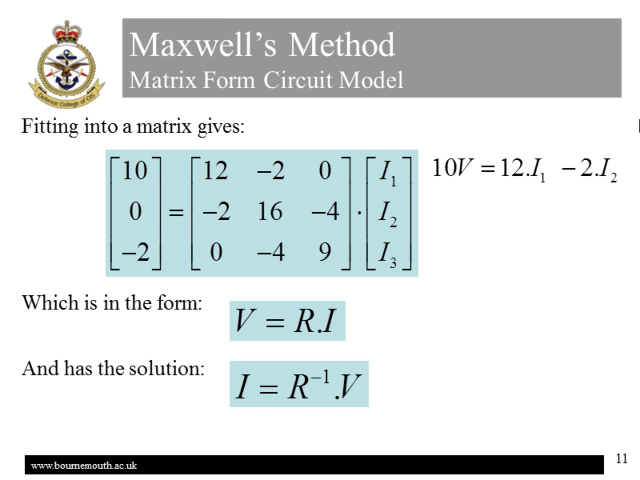 Maxwell's Method
Matrix Form Circuit Model
Fitting into a matrix gives:
[10] = [12 −2 0] · [I₁]
[0] [−2 16 −4] [I₂]
[−2] [0 −4 9] [I₃]
10V = 12.I₁ − 2.I₂
Which is in the form:
V = R.I
And has the solution:
I = R⁻¹.V
www.bournemouth.ac.uk
11